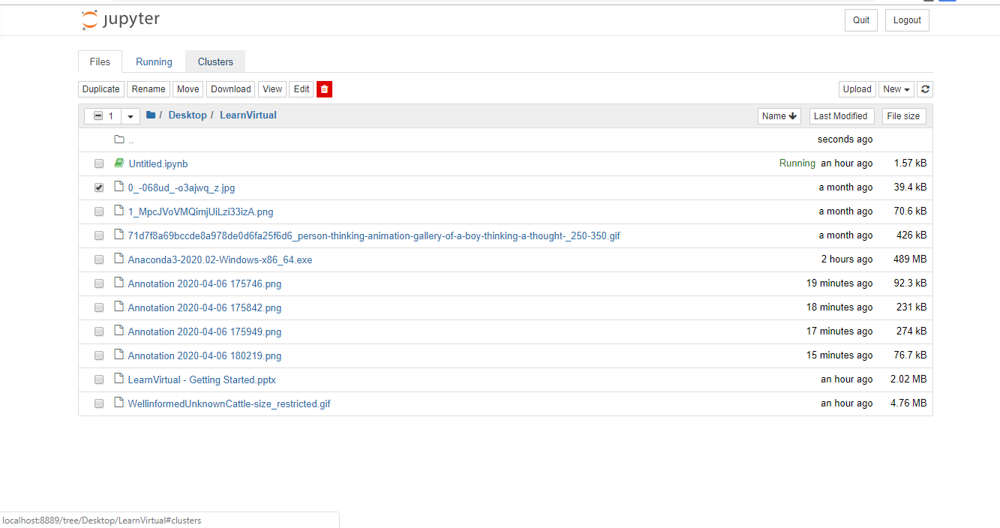 jupyter Quit Logout
Files Running Clusters
Duplicate Rename Move Download View Edit Upload New
1 / Desktop / LearnVirtual Name Last Modified File size
.. seconds ago
Untitled.ipynb Running an hour ago 1.57 kB
0_-068ud_-o3ajwq_z.jpg a month ago 39.4 kB
1_MpcJVoVMQimjUiLzi33izA.png a month ago 70.6 kB
71d7f8a69bccde8a978de0d6fa25f6d6_person-thinking-animation-gallery-of-a-boy-thinking-a-thought-_250-350.gif a month ago 426 kB
Anaconda3-2020.02-Windows-x86_64.exe 2 hours ago 489 MB
Annotation 2020-04-06 175746.png 19 minutes ago 92.3 kB
Annotation 2020-04-06 175842.png 18 minutes ago 231 kB
Annotation 2020-04-06 175949.png 17 minutes ago 274 kB
Annotation 2020-04-06 180219.png 15 minutes ago 76.7 kB
LearnVirtual - Getting Started.pptx an hour ago 2.02 MB
WellinformedUnknownCattle-size_restricted.gif an hour ago 4.76 MB
localhost:8889/tree/Desktop/LearnVirtual#clusters